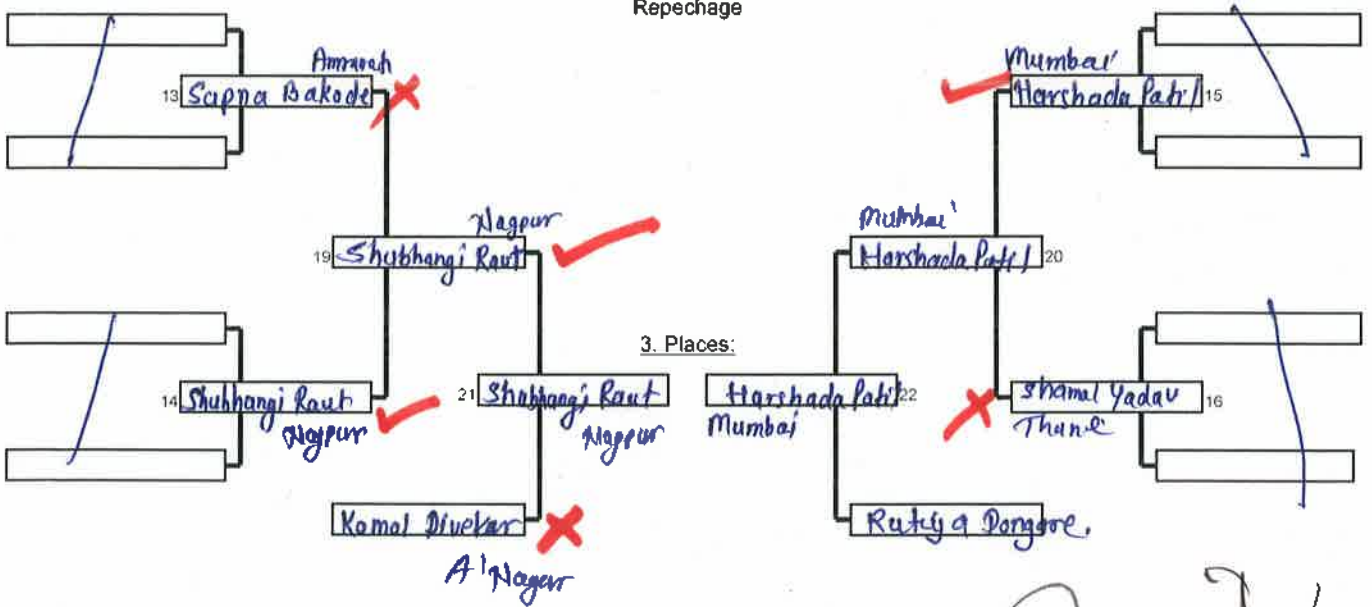 Repechage
Amravati
Mumbai
13 Sapna Bakode
Harshada Patil 15
Nagpur
Mumbai
19 Shubhangi Raut
Harshada Patil 20
3. Places:
14 Shubhangi Raut
21 Shubhangi Raut
Harshada Patil 22
Shamal Yadav 16
Nagpur
Nagpur
Mumbai
Thane
Komal Divekar
Dongare.
A'Nagar